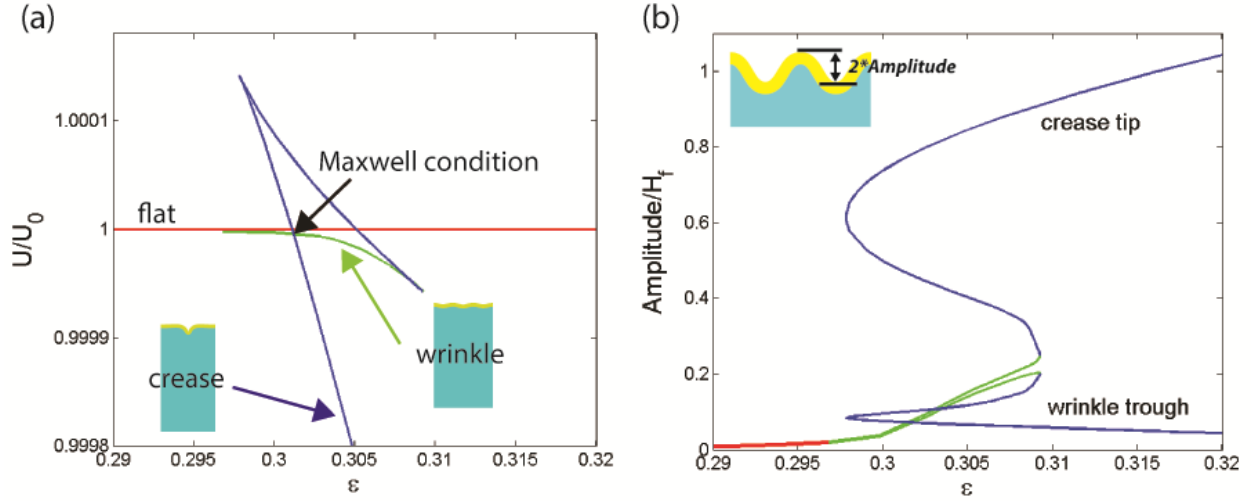 (a)
U/U0
1.0001
1
0.9999
0.9998
flat
Maxwell condition
wrinkle
crease
0.29
0.295
0.3
0.305
0.31
0.315
0.32
ε
(b)
Amplitude/Hf
1
0.8
0.6
0.4
0.2
0
2*Amplitude
crease tip
wrinkle trough
0.29
0.295
0.3
0.305
0.31
0.315
0.32
ε